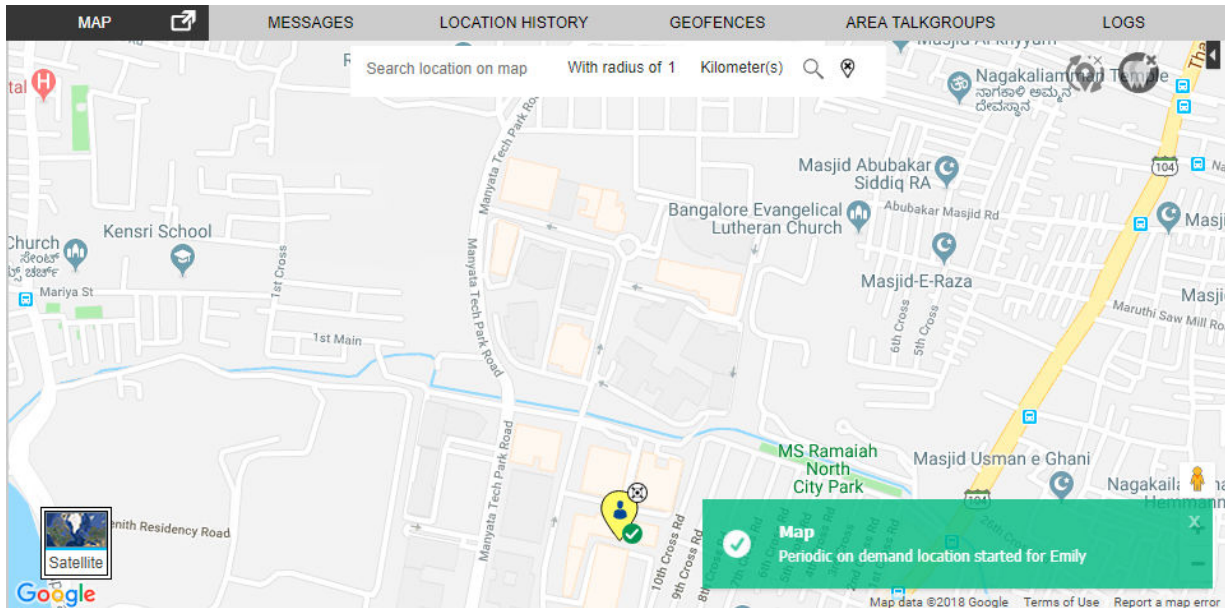 MAP
MESSAGES
LOCATION HISTORY
GEOFENCES
AREA TALKGROUPS
LOGS
Search location on map
With radius of 1 Kilometer(s)
Nagakaliamman Temple
ನಾಗಕಾಳಿ ಅಮ್ಮನ
ದೇವಸ್ಥಾನ
tal
H
Manyata Tech Park Road
104
Masjid Abubakar
Siddiq RA
Abubakar Masjid Rd
Bangalore Evangelical
Lutheran Church
Masji
Church
Kensri School
Masjid-E-Raza
Mariya St
1st Cross
Manyata Tech Park Road
6th Cross
5th Cross
Masji
Maruthi Saw Mill Ro
1st Main
Manyata Tech Park Road
MS Ramaiah
North
City Park
Masjid Usman e Ghani
104
enith Residency Road
10th Cross Rd
9th Cross Rd
Map
Periodic on demand location started for Emily
X
Satellite
Google
Map data ©2018 Google
Terms of Use
Report a map error